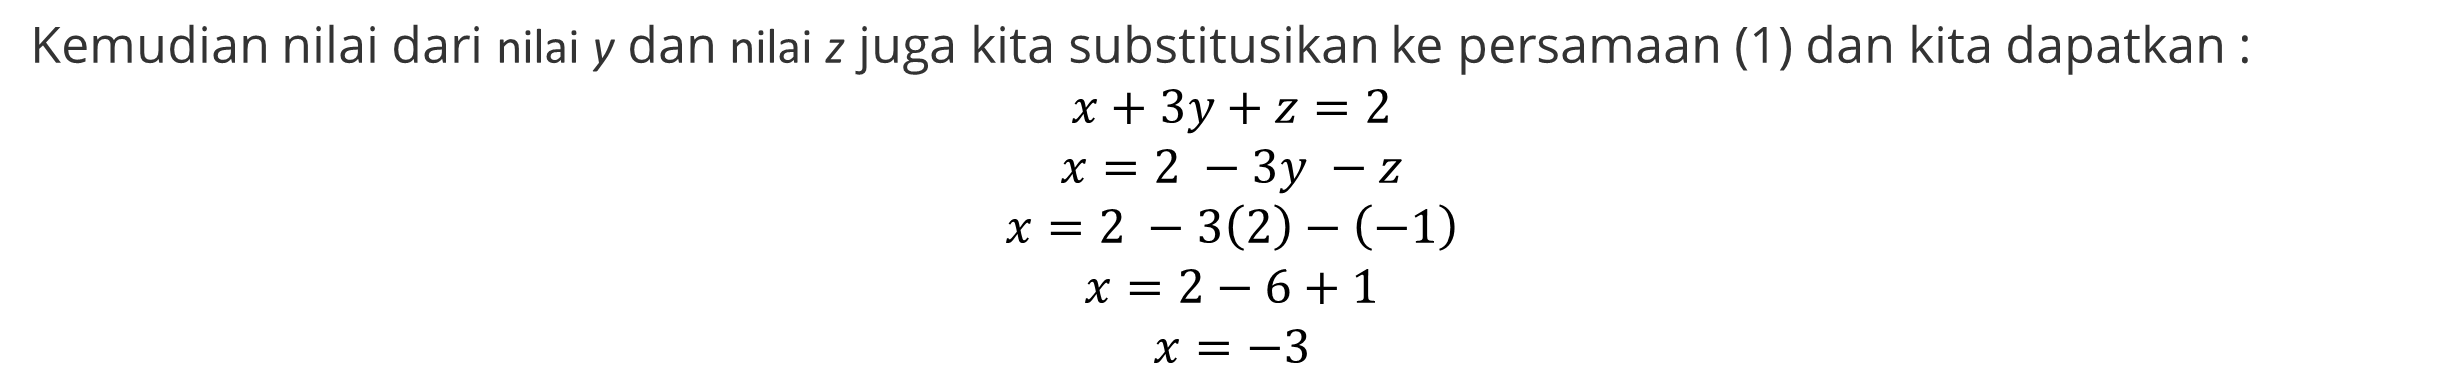 Kemudian nilai dari nilai y dan nilai z juga kita substitusikan ke persamaan (1) dan kita dapatkan :
x + 3y + z = 2
x = 2 − 3y − z
x = 2 − 3(2) − (−1)
x = 2 − 6 + 1
x = −3